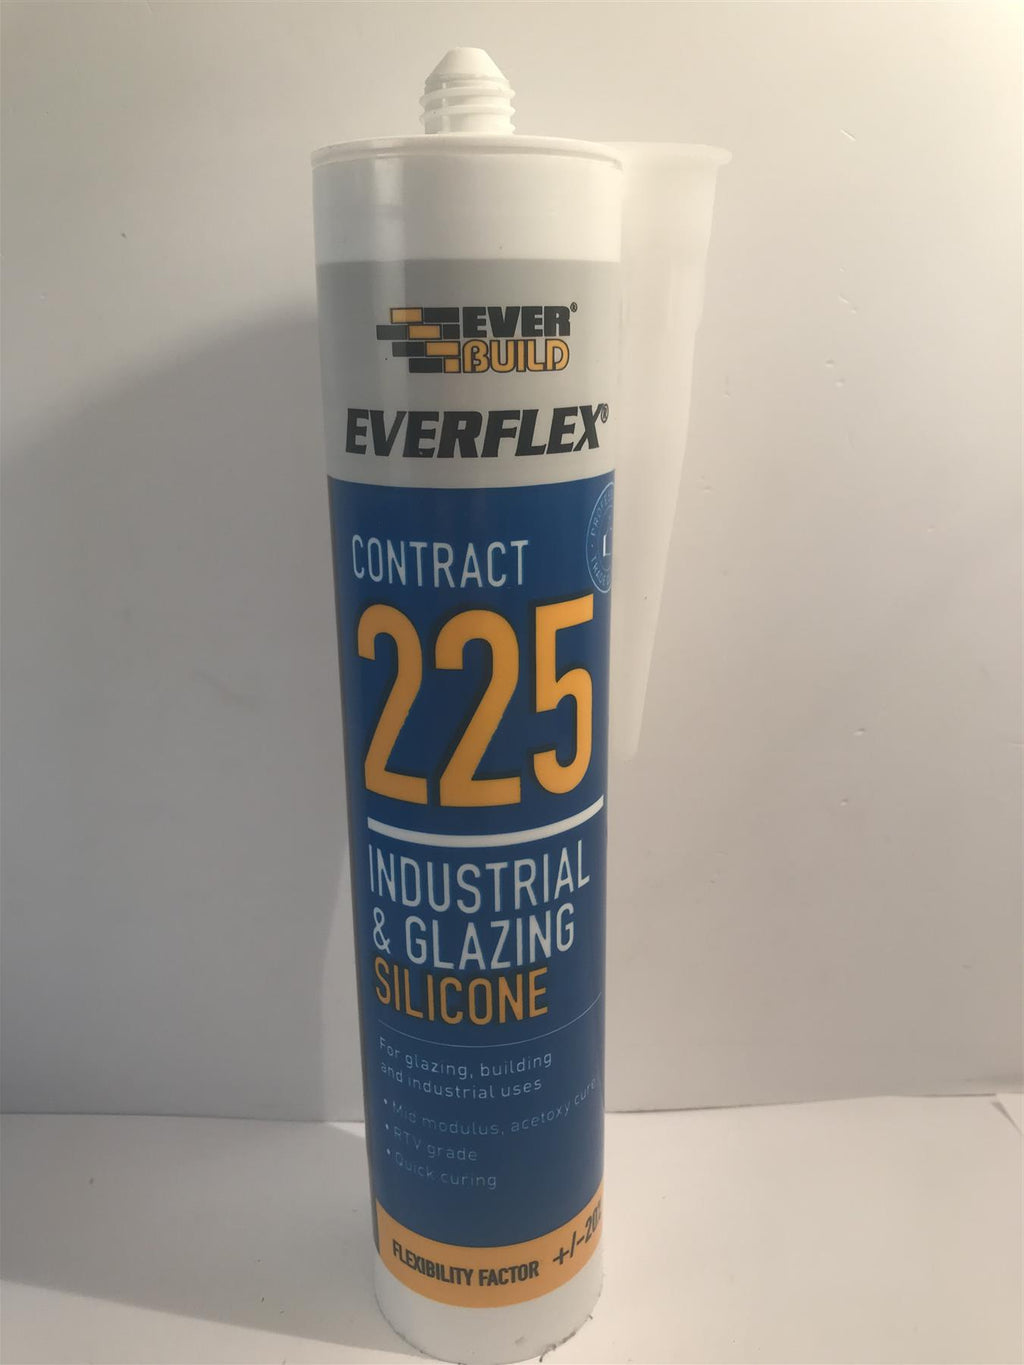 EVER®
BUILD
EVERFLEX®
CONTRACT
225
INDUSTRIAL
& GLAZING
SILICONE
For glazing, building
and industrial uses
• Mid modulus, acetoxy cure
• RTV grade
• Quick curing
FLEXIBILITY FACTOR +/-20%